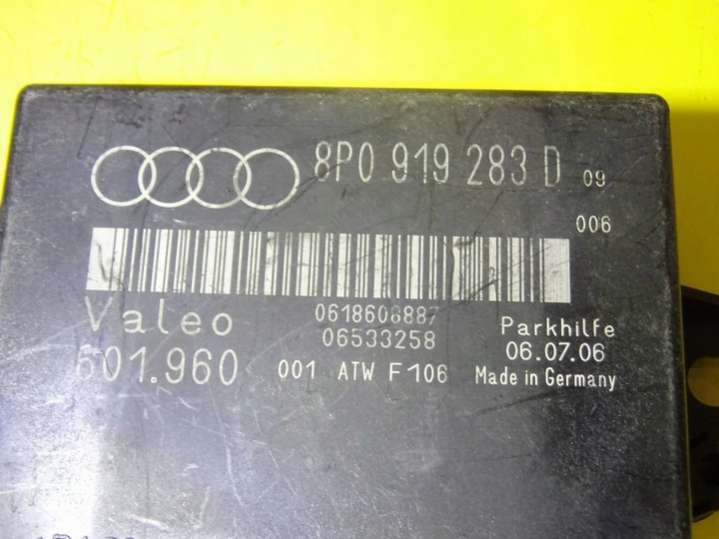 8P0 919 283 D 09
006
Valeo
0618608887
06533258
Parkhilfe
601.960
001 ATW F106
06.07.06
Made in Germany